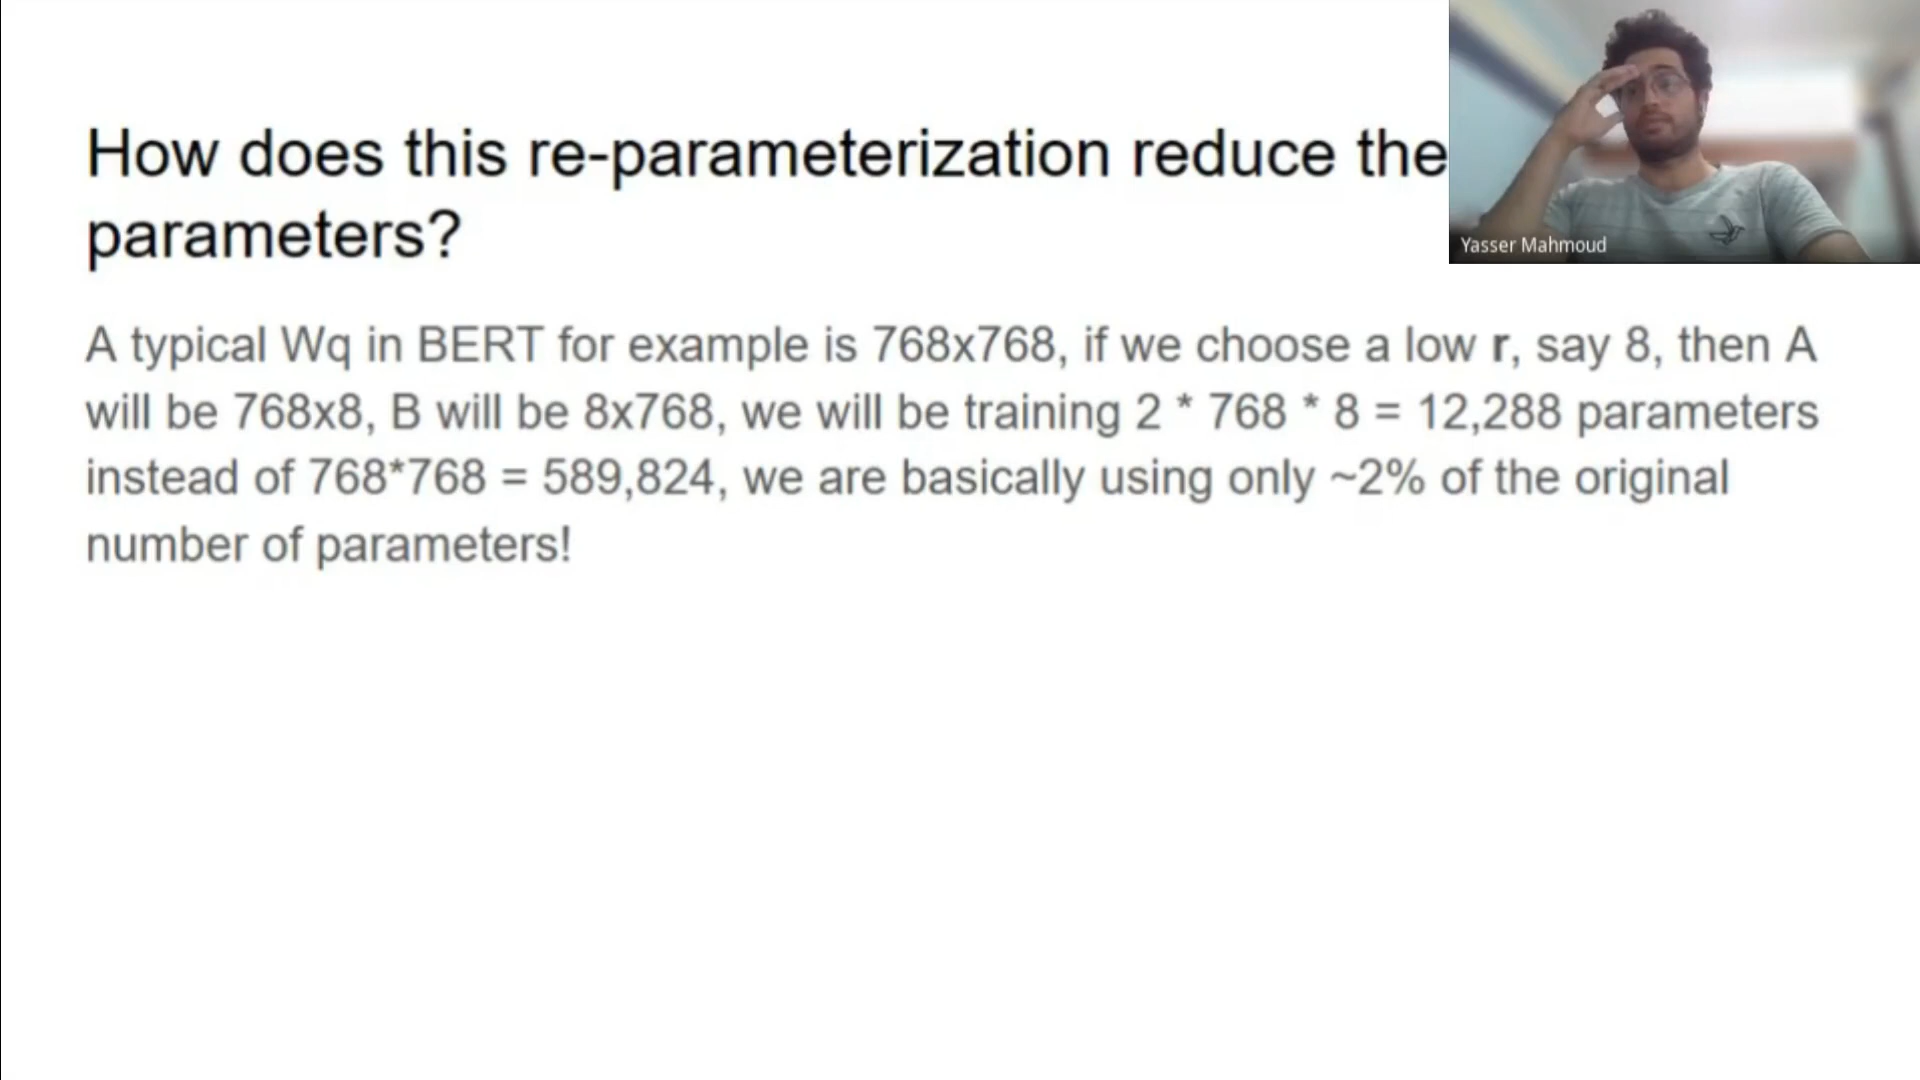 How does this re-parameterization reduce the
parameters?
Yasser Mahmoud
A typical Wq in BERT for example is 768x768, if we choose a low r, say 8, then A
will be 768x8, B will be 8x768, we will be training 2 * 768 * 8 = 12,288 parameters
instead of 768*768 = 589,824, we are basically using only ~2% of the original
number of parameters!